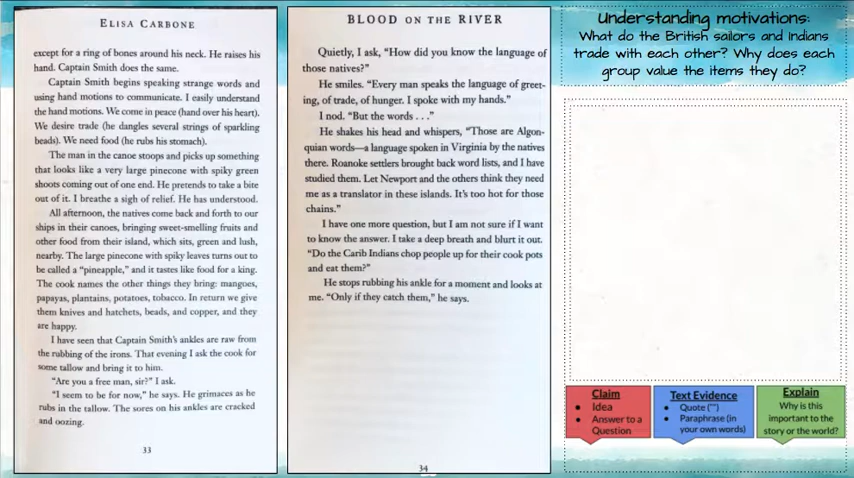 ELISA CARBONE
except for a ring of bones around his neck. He raises his
hand. Captain Smith does the same.
Captain Smith begins speaking strange words and
using hand motions to communicate. I easily understand
the hand motions. We come in peace (hand over his heart).
We desire trade (he dangles several strings of sparkling
beads). We need food (he rubs his stomach).
The man in the canoe stoops and picks up something
that looks like a very large pinecone with spiky green
shoots coming out of one end. He pretends to take a bite
out of it. I breathe a sigh of relief. He has understood.
All afternoon, the natives come back and forth to our
ships in their canoes, bringing sweet-smelling fruits and
other food from their island, which sits, green and lush,
nearby. The large pinecone with spiky leaves turns out to
be called a “pineapple,” and it tastes like food for a king.
The cook names the other things they bring: mangoes,
papayas, plantains, potatoes, tobacco. In return we give
them knives and hatchets, beads, and copper, and they
are happy.
I have seen that Captain Smith's ankles are raw from
the rubbing of the irons. That evening I ask the cook for
some tallow and bring it to him.
“Are you a free man, sir?” I ask.
“I seem to be for now,” he says. He grimaces as he
rubs in the tallow. The sores on his ankles are cracked
and oozing.
33
BLOOD ON THE RIVER
Quietly, I ask, “How did you know the language of
those natives?”
He smiles. “Every man speaks the language of greet-
ing, of trade, of hunger. I spoke with my hands.”
I nod. “But the words . . .”
He shakes his head and whispers, “Those are Algon-
quian words—a language spoken in Virginia by the natives
there. Roanoke settlers brought back word lists, and I have
studied them. Let Newport and the others think they need
me as a translator in these islands. It's too hot for those
chains.”
I have one more question, but I am not sure if I want
to know the answer. I take a deep breath and blurt it out.
“Do the Carib Indians chop people up for their cook pots
and eat them?”
He stops rubbing his ankle for a moment and looks at
me. “Only if they catch them,” he says.
34
Understanding motivations:
What do the British sailors and Indians
trade with each other? Why does each
group value the items they do?
Claim
• Idea
• Answer to a
Question
Text Evidence
• Quote ("")
• Paraphrase (in
your own words)
Explain
Why is this
important to the
story or the world?